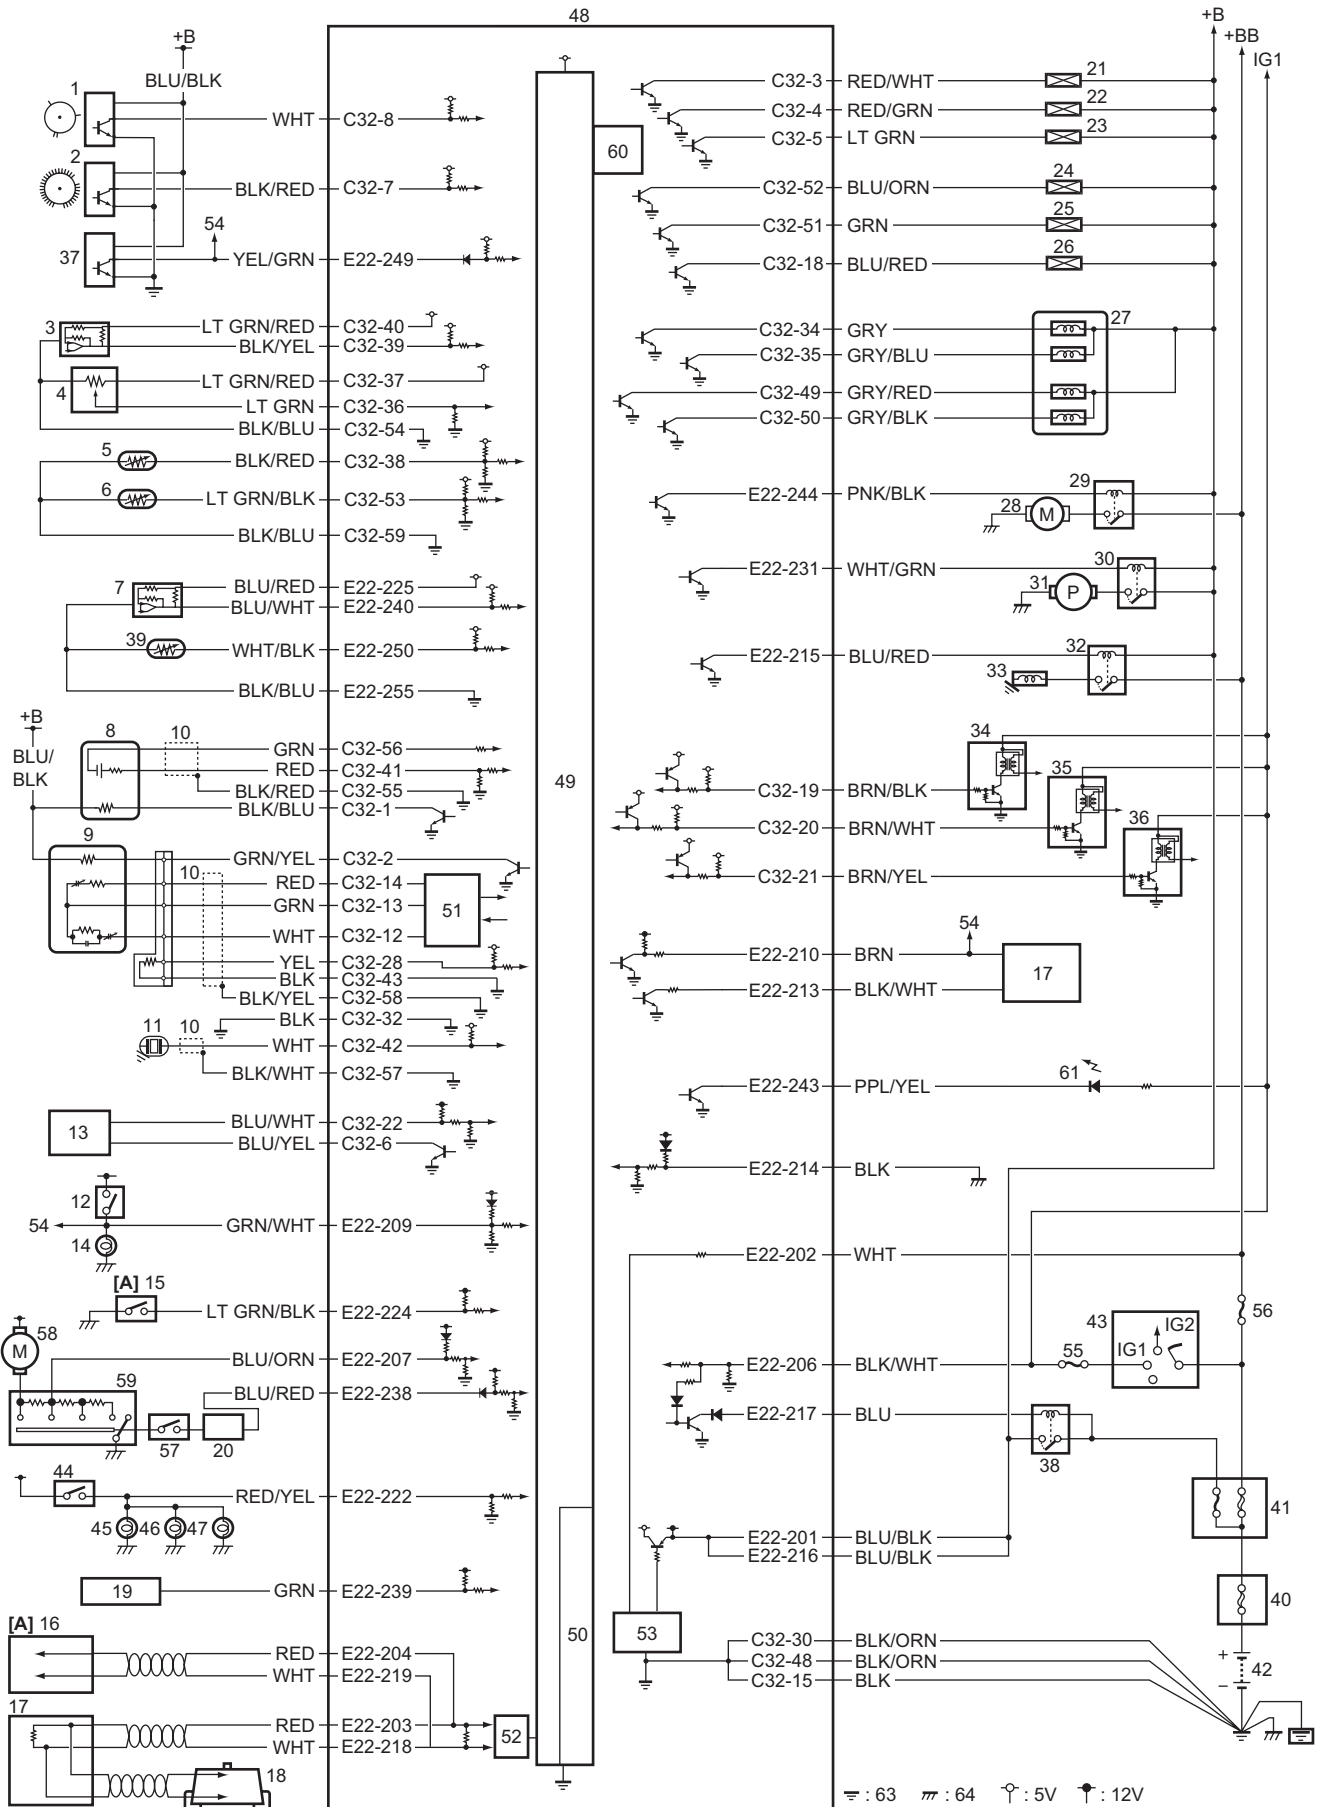 48
+B
+B
+BB
IG1
BLU/BLK
1
WHT C32-8
2
BLK/RED C32-7
54
37
YEL/GRN E22-249
3
LT GRN/RED C32-40
BLK/YEL C32-39
4
LT GRN/RED C32-37
LT GRN C32-36
BLK/BLU C32-54
5
BLK/RED C32-38
6
LT GRN/BLK C32-53
BLK/BLU C32-59
7
BLU/RED E22-225
BLU/WHT E22-240
39
WHT/BLK E22-250
BLK/BLU E22-255
+B
BLU/
BLK
8
10
GRN C32-56
RED C32-41
BLK/RED C32-55
BLK/BLU C32-1
9
GRN/YEL C32-2
10
RED C32-14
GRN C32-13
51
WHT C32-12
YEL C32-28
BLK C32-43
BLK/YEL C32-58
BLK C32-32
11
10
WHT C32-42
BLK/WHT C32-57
13
BLU/WHT C32-22
BLU/YEL C32-6
12
54
GRN/WHT E22-209
14
[A] 15
LT GRN/BLK E22-224
58
M
BLU/ORN E22-207
59
BLU/RED E22-238
57
20
44
RED/YEL E22-222
45
46
47
19
GRN E22-239
[A] 16
RED E22-204
WHT E22-219
17
RED E22-203
WHT E22-218
52
18
60
49
50
C32-3 RED/WHT 21
C32-4 RED/GRN 22
C32-5 LT GRN 23
C32-52 BLU/ORN 24
C32-51 GRN 25
C32-18 BLU/RED 26
C32-34 GRY 27
C32-35 GRY/BLU
C32-49 GRY/RED
C32-50 GRY/BLK
E22-244 PNK/BLK 29
28
M
E22-231 WHT/GRN 30
31
P
E22-215 BLU/RED 32
33
34
C32-19 BRN/BLK 35
C32-20 BRN/WHT 36
C32-21 BRN/YEL
54
E22-210 BRN
17
E22-213 BLK/WHT
E22-243 PPL/YEL 61
E22-214 BLK
E22-202 WHT
56
43
IG2
IG1
55
E22-206 BLK/WHT
E22-217 BLU
38
41
E22-201 BLU/BLK
E22-216 BLU/BLK
40
53
C32-30 BLK/ORN
C32-48 BLK/ORN
C32-15 BLK
+
−
42
: 63
: 64
: 5V
: 12V